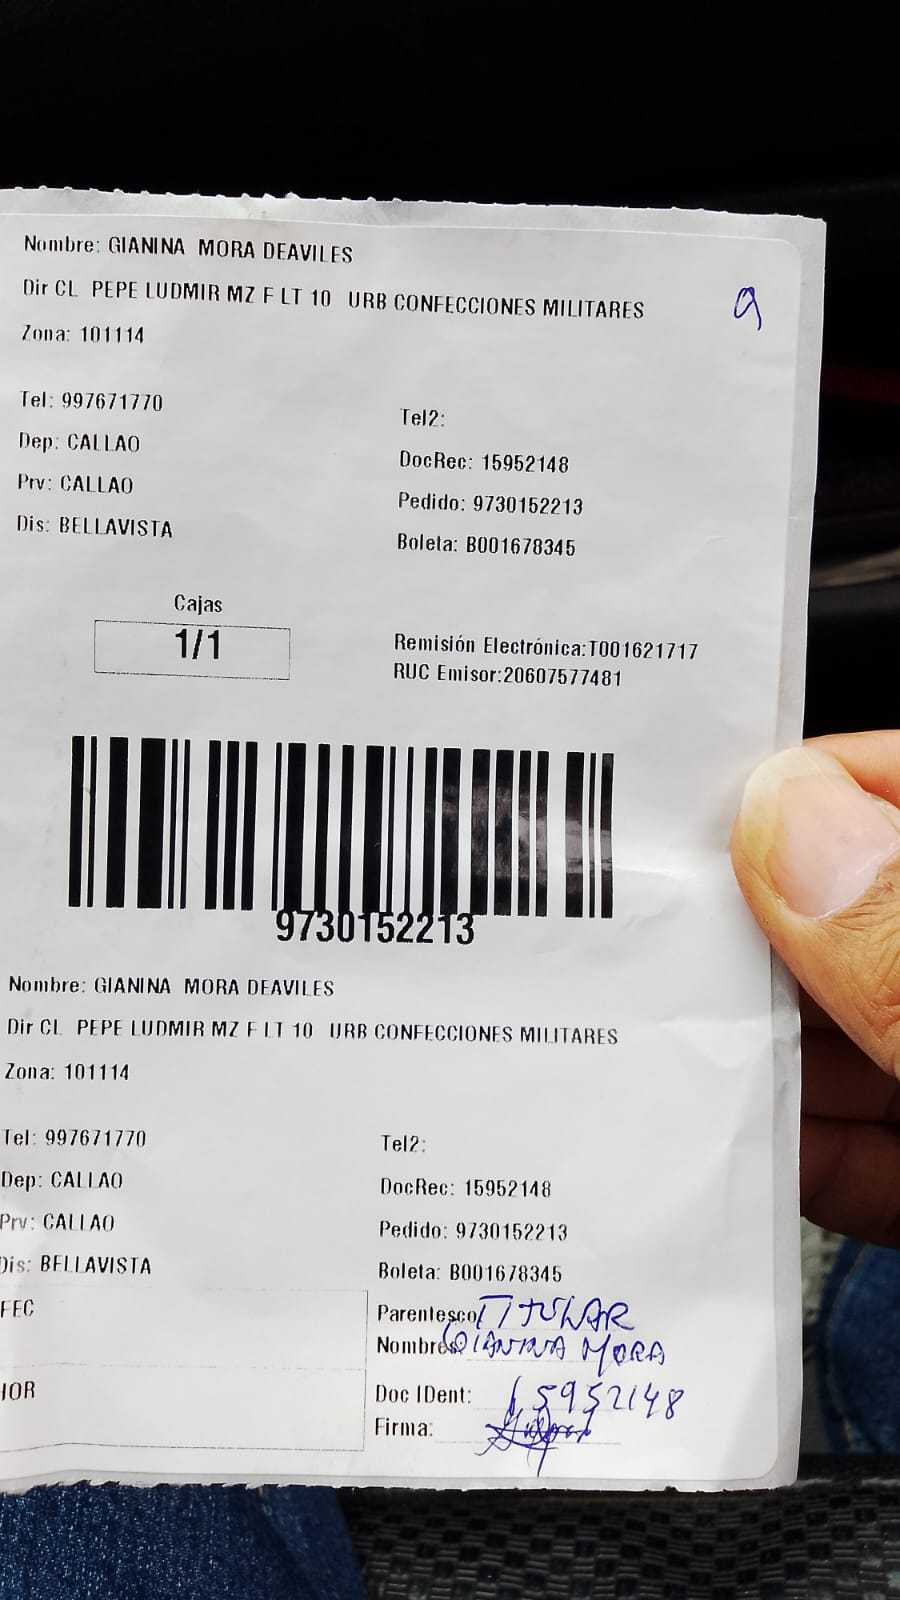 Nombre: GIANINA MORA DEAVILES
Dir CL PEPE LUDMIR MZ F LT 10 URB CONFECCIONES MILITARES
9
Zona: 101114
Tel: 997671770
Tel2:
Dep: CALLAO
DocRec: 15952148
Prv: CALLAO
Pedido: 9730152213
Dis: BELLAVISTA
Boleta: B001678345
Cajas
1/1
Remisión Electrónica:T001621717
RUC Emisor:20607577481
9730152213
Nombre: GIANINA MORA DEAVILES
Dir CL PEPE LUDMIR MZ F LT 10 URB CONFECCIONES MILITARES
Zona: 101114
Tel: 997671770
Tel2:
Dep: CALLAO
DocRec: 15952148
Prv: CALLAO
Pedido: 9730152213
Dis: BELLAVISTA
Boleta: B001678345
FEC
Parentesco TITULAR
Nombre: GIANINA MORA
HOR
Doc IDent: 15952148
Firma: